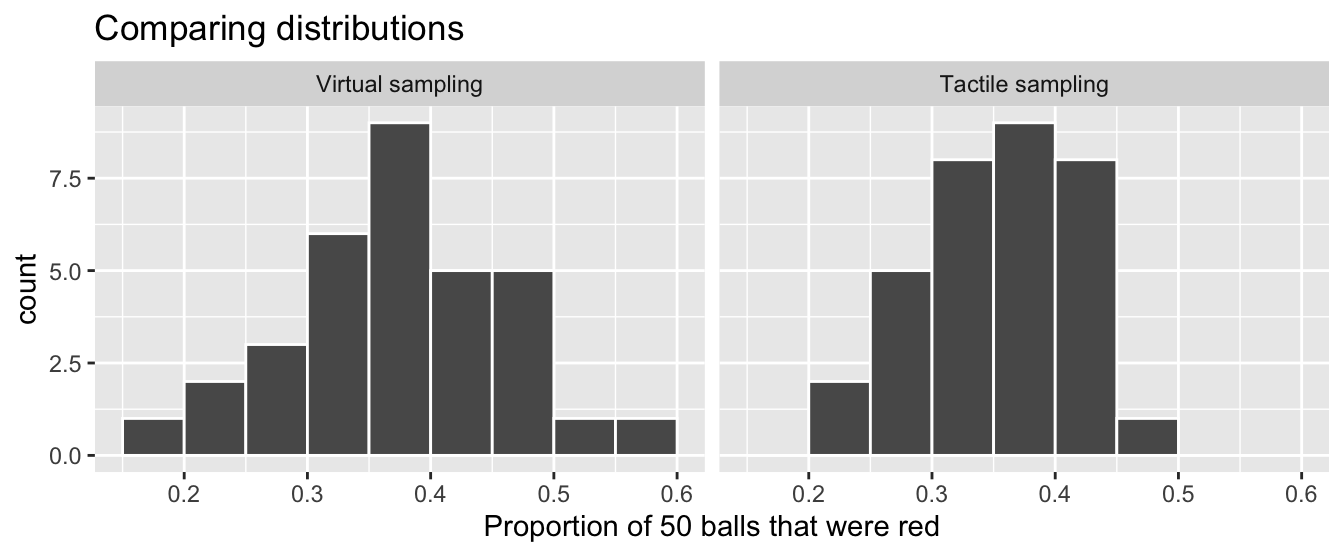 Comparing distributions
Virtual sampling
Tactile sampling
7.5
5.0
2.5
0.0
count
0.2 0.3 0.4 0.5 0.6
0.2 0.3 0.4 0.5 0.6
Proportion of 50 balls that were red